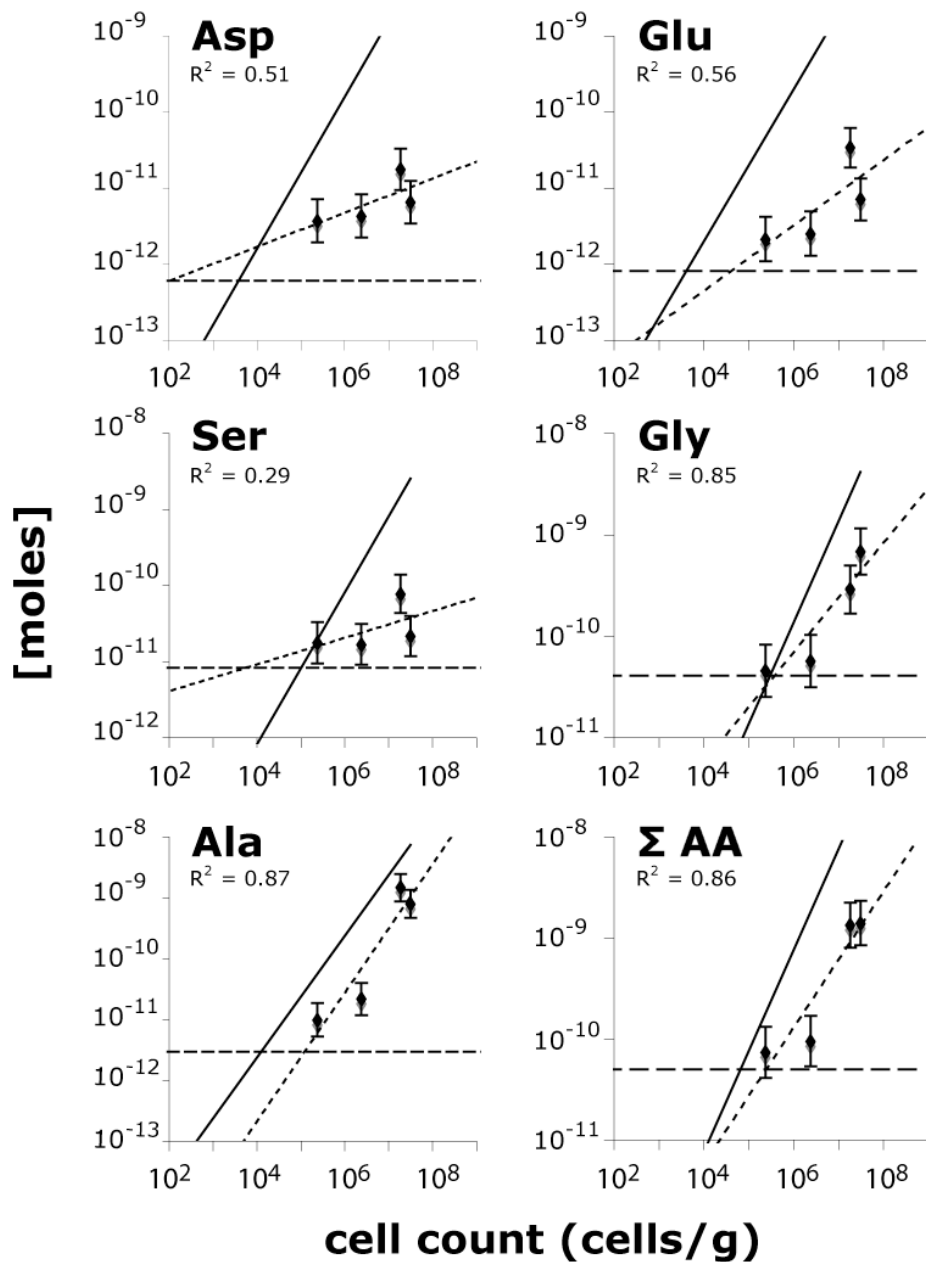 Asp
R² = 0.51
10⁻⁹
10⁻¹⁰
10⁻¹¹
10⁻¹²
10⁻¹³
10² 10⁴ 10⁶ 10⁸
Glu
R² = 0.56
10⁻⁹
10⁻¹⁰
10⁻¹¹
10⁻¹²
10⁻¹³
10² 10⁴ 10⁶ 10⁸
Ser
R² = 0.29
10⁻⁸
10⁻⁹
10⁻¹⁰
10⁻¹¹
10⁻¹²
10² 10⁴ 10⁶ 10⁸
Gly
R² = 0.85
10⁻⁸
10⁻⁹
10⁻¹⁰
10⁻¹¹
10² 10⁴ 10⁶ 10⁸
Ala
R² = 0.87
10⁻⁸
10⁻⁹
10⁻¹⁰
10⁻¹¹
10⁻¹²
10⁻¹³
10² 10⁴ 10⁶ 10⁸
Σ AA
R² = 0.86
10⁻⁸
10⁻⁹
10⁻¹⁰
10⁻¹¹
10² 10⁴ 10⁶ 10⁸
[moles]
cell count (cells/g)